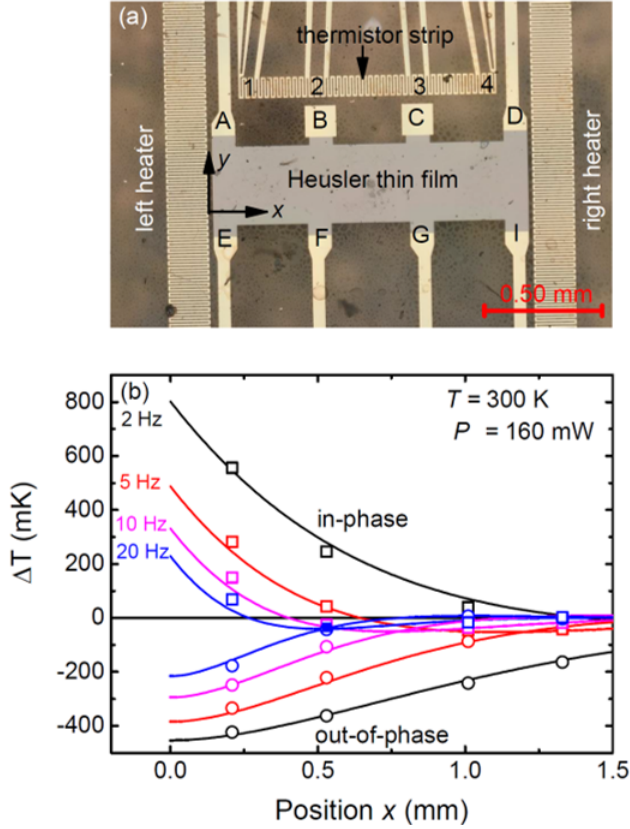 (a)
thermistor strip
1 2 3 4
A B C D
left heater
y
Heusler thin film
x
right heater
E F G I
0.50 mm
(b)
T = 300 K
P = 160 mW
800
2 Hz
600
5 Hz
400
10 Hz
in-phase
20 Hz
200
0
-200
-400
out-of-phase
ΔT (mK)
0.0 0.5 1.0 1.5
Position x (mm)